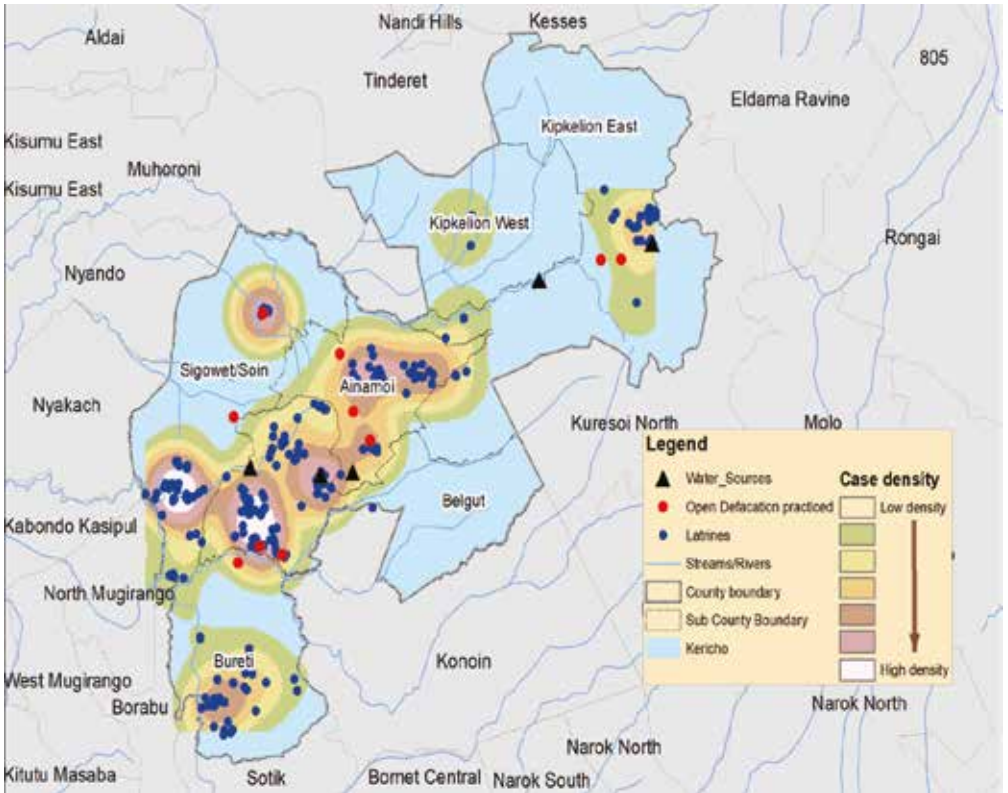 Nandi Hills
Kesses
Aldai
805
Tinderet
Eldama Ravine
Kipkelion East
Kisumu East
Muhoroni
Kisumu East
Kipkelion West
Rongai
Nyando
Sigowet/Soin
Ainamoi
Nyakach
Kuresoi North
Molo
Belgut
Kabondo Kasipul
North Mugirango
Bureti
Konoin
West Mugirango
Borabu
Narok North
Narok North
Kitutu Masaba
Sotik
Bomet Central
Narok South
Legend
Water_Sources
Open Defacation practiced
Latrines
Streams/Rivers
County boundary
Sub County Boundary
Kericho
Case density
Low density
High density